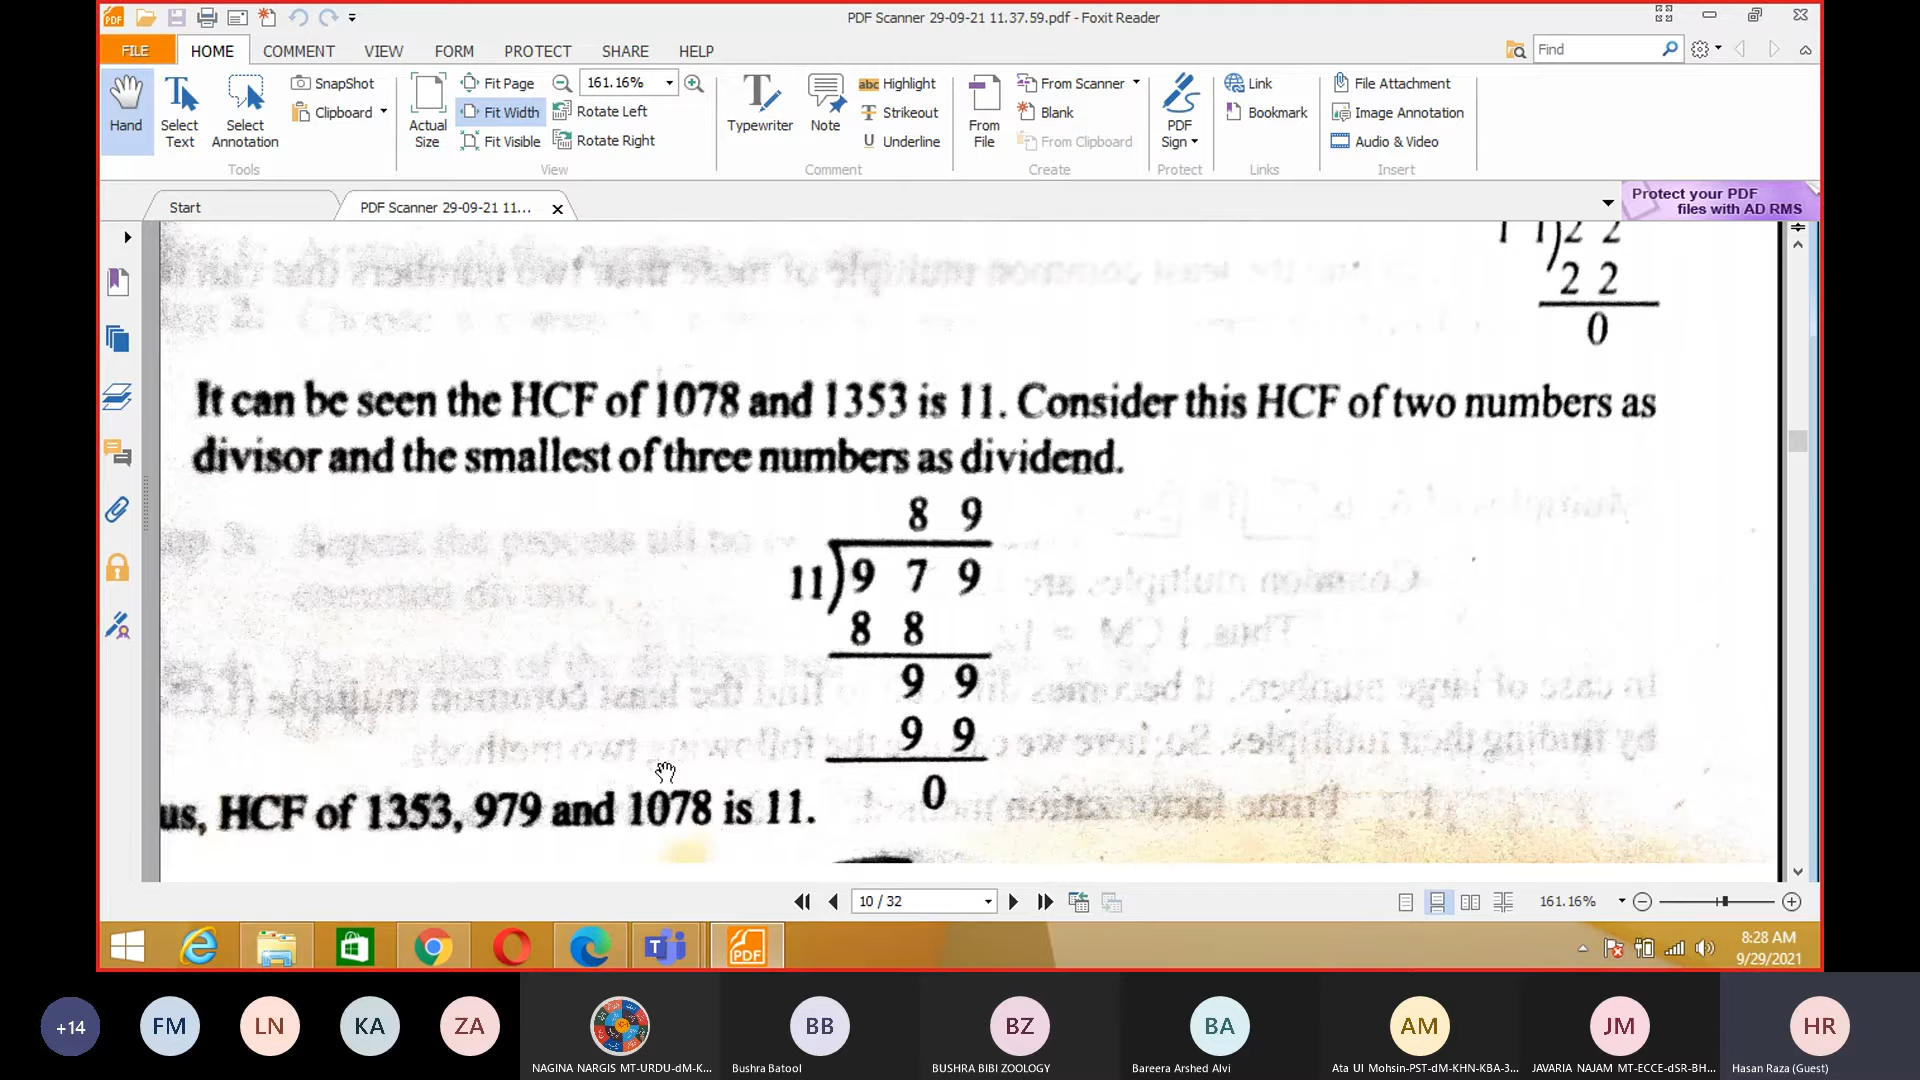 PDF Scanner 29-09-21 11.37.59.pdf - Foxit Reader
FILE HOME COMMENT VIEW FORM PROTECT SHARE HELP Find
Hand
Select Text
Select Annotation
SnapShot
Clipboard
Tools
Actual Size
Fit Page
Fit Width
Fit Visible
161.16%
Rotate Left
Rotate Right
View
Typewriter
Note
abc Highlight
Strikeout
Underline
Comment
From File
From Scanner
Blank
From Clipboard
Create
PDF Sign
Protect
Link
Bookmark
Links
File Attachment
Image Annotation
Audio & Video
Insert
Start
PDF Scanner 29-09-21 11...
Protect your PDF
files with AD RMS
1 1)2 2
2 2
0
It can be seen the HCF of 1078 and 1353 is 11. Consider this HCF of two numbers as
divisor and the smallest of three numbers as dividend.
8 9
11)9 7 9
8 8
9 9
9 9
0
us, HCF of 1353, 979 and 1078 is 11.
10 / 32
161.16%
8:28 AM
9/29/2021
+14
FM
LN
KA
ZA
NAGINA NARGIS MT-URDU-dM-K...
BB
Bushra Batool
BZ
BUSHRA BIBI ZOOLOGY
BA
Bareera Arshed Alvi
AM
Ata Ul Mohsin-PST-dM-KHN-KBA-3...
JM
JAVARIA NAJAM MT-ECCE-dSR-BH...
HR
Hasan Raza (Guest)